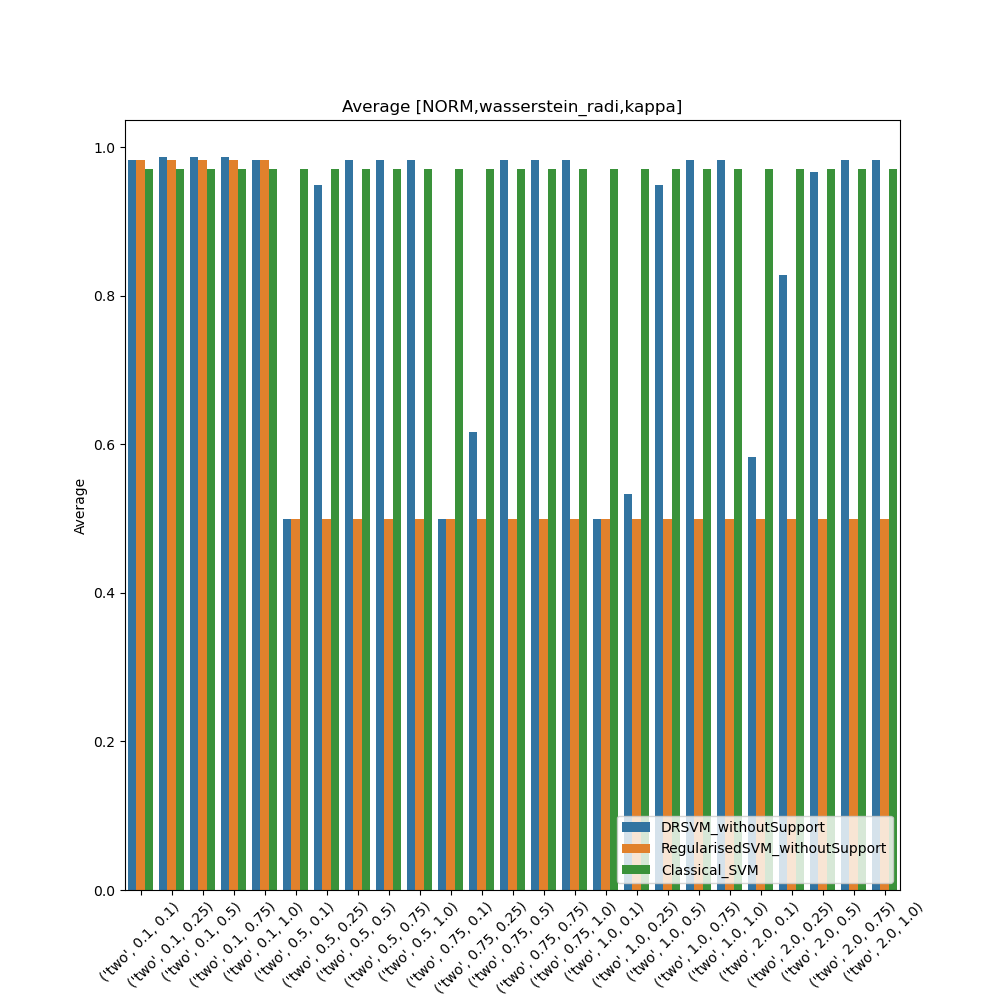 Average [NORM,wasserstein_radi,kappa]
Average
1.0
0.8
0.6
0.4
0.2
0.0
DRSVM_withoutSupport
RegularisedSVM_withoutSupport
Classical_SVM
('two', 0.1, 0.1)
('two', 0.1, 0.25)
('two', 0.1, 0.5)
('two', 0.1, 0.75)
('two', 0.1, 1.0)
('two', 0.5, 0.1)
('two', 0.5, 0.25)
('two', 0.5, 0.5)
('two', 0.5, 0.75)
('two', 0.5, 1.0)
('two', 0.75, 0.1)
('two', 0.75, 0.25)
('two', 0.75, 0.5)
('two', 0.75, 0.75)
('two', 0.75, 1.0)
('two', 1.0, 0.1)
('two', 1.0, 0.25)
('two', 1.0, 0.5)
('two', 1.0, 0.75)
('two', 1.0, 1.0)
('two', 2.0, 0.1)
('two', 2.0, 0.25)
('two', 2.0, 0.5)
('two', 2.0, 0.75)
('two', 2.0, 1.0)